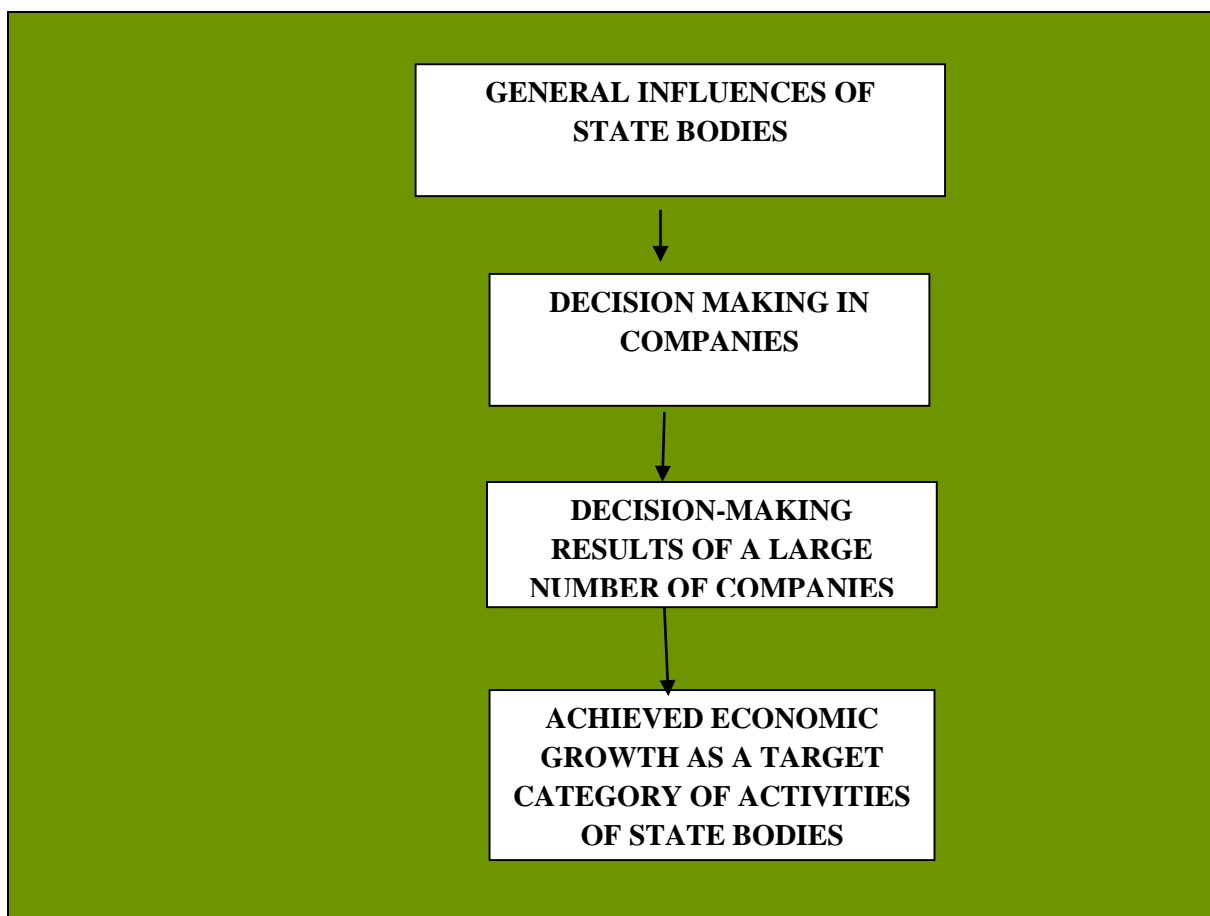 GENERAL INFLUENCES OF
STATE BODIES
DECISION MAKING IN
COMPANIES
DECISION-MAKING
RESULTS OF A LARGE
NUMBER OF COMPANIES
ACHIEVED ECONOMIC
GROWTH AS A TARGET
CATEGORY OF ACTIVITIES
OF STATE BODIES